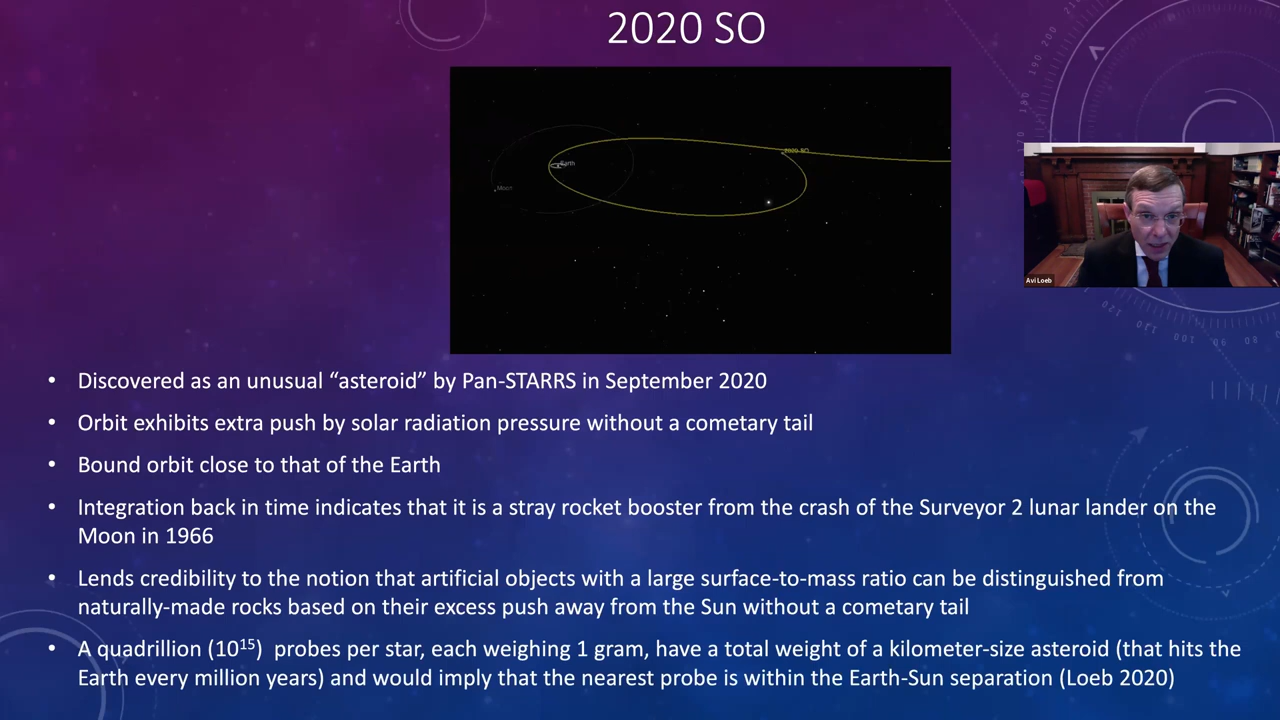 2020 SO
2020 SO
Earth
Moon
Avi Loeb
• Discovered as an unusual “asteroid” by Pan-STARRS in September 2020
• Orbit exhibits extra push by solar radiation pressure without a cometary tail
• Bound orbit close to that of the Earth
• Integration back in time indicates that it is a stray rocket booster from the crash of the Surveyor 2 lunar lander on the
Moon in 1966
• Lends credibility to the notion that artificial objects with a large surface-to-mass ratio can be distinguished from
naturally-made rocks based on their excess push away from the Sun without a cometary tail
• A quadrillion (10¹⁵) probes per star, each weighing 1 gram, have a total weight of a kilometer-size asteroid (that hits the
Earth every million years) and would imply that the nearest probe is within the Earth-Sun separation (Loeb 2020)